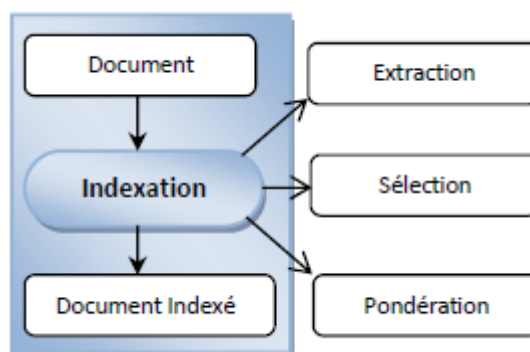 Document
Extraction
Indexation
Sélection
Document Indexé
Pondération